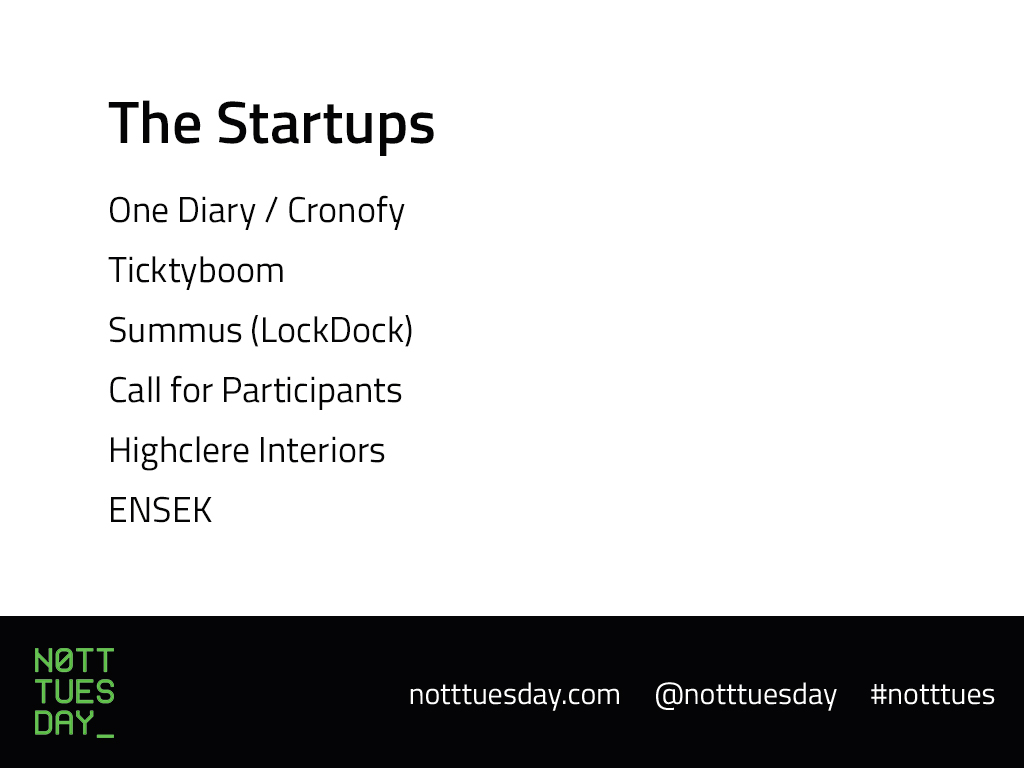 The Startups
One Diary / Cronofy
Ticktyboom
Summus (LockDock)
Call for Participants
Highclere Interiors
ENSEK
NØTT
TUES
DAY_
notttuesday.com @notttuesday #notttues